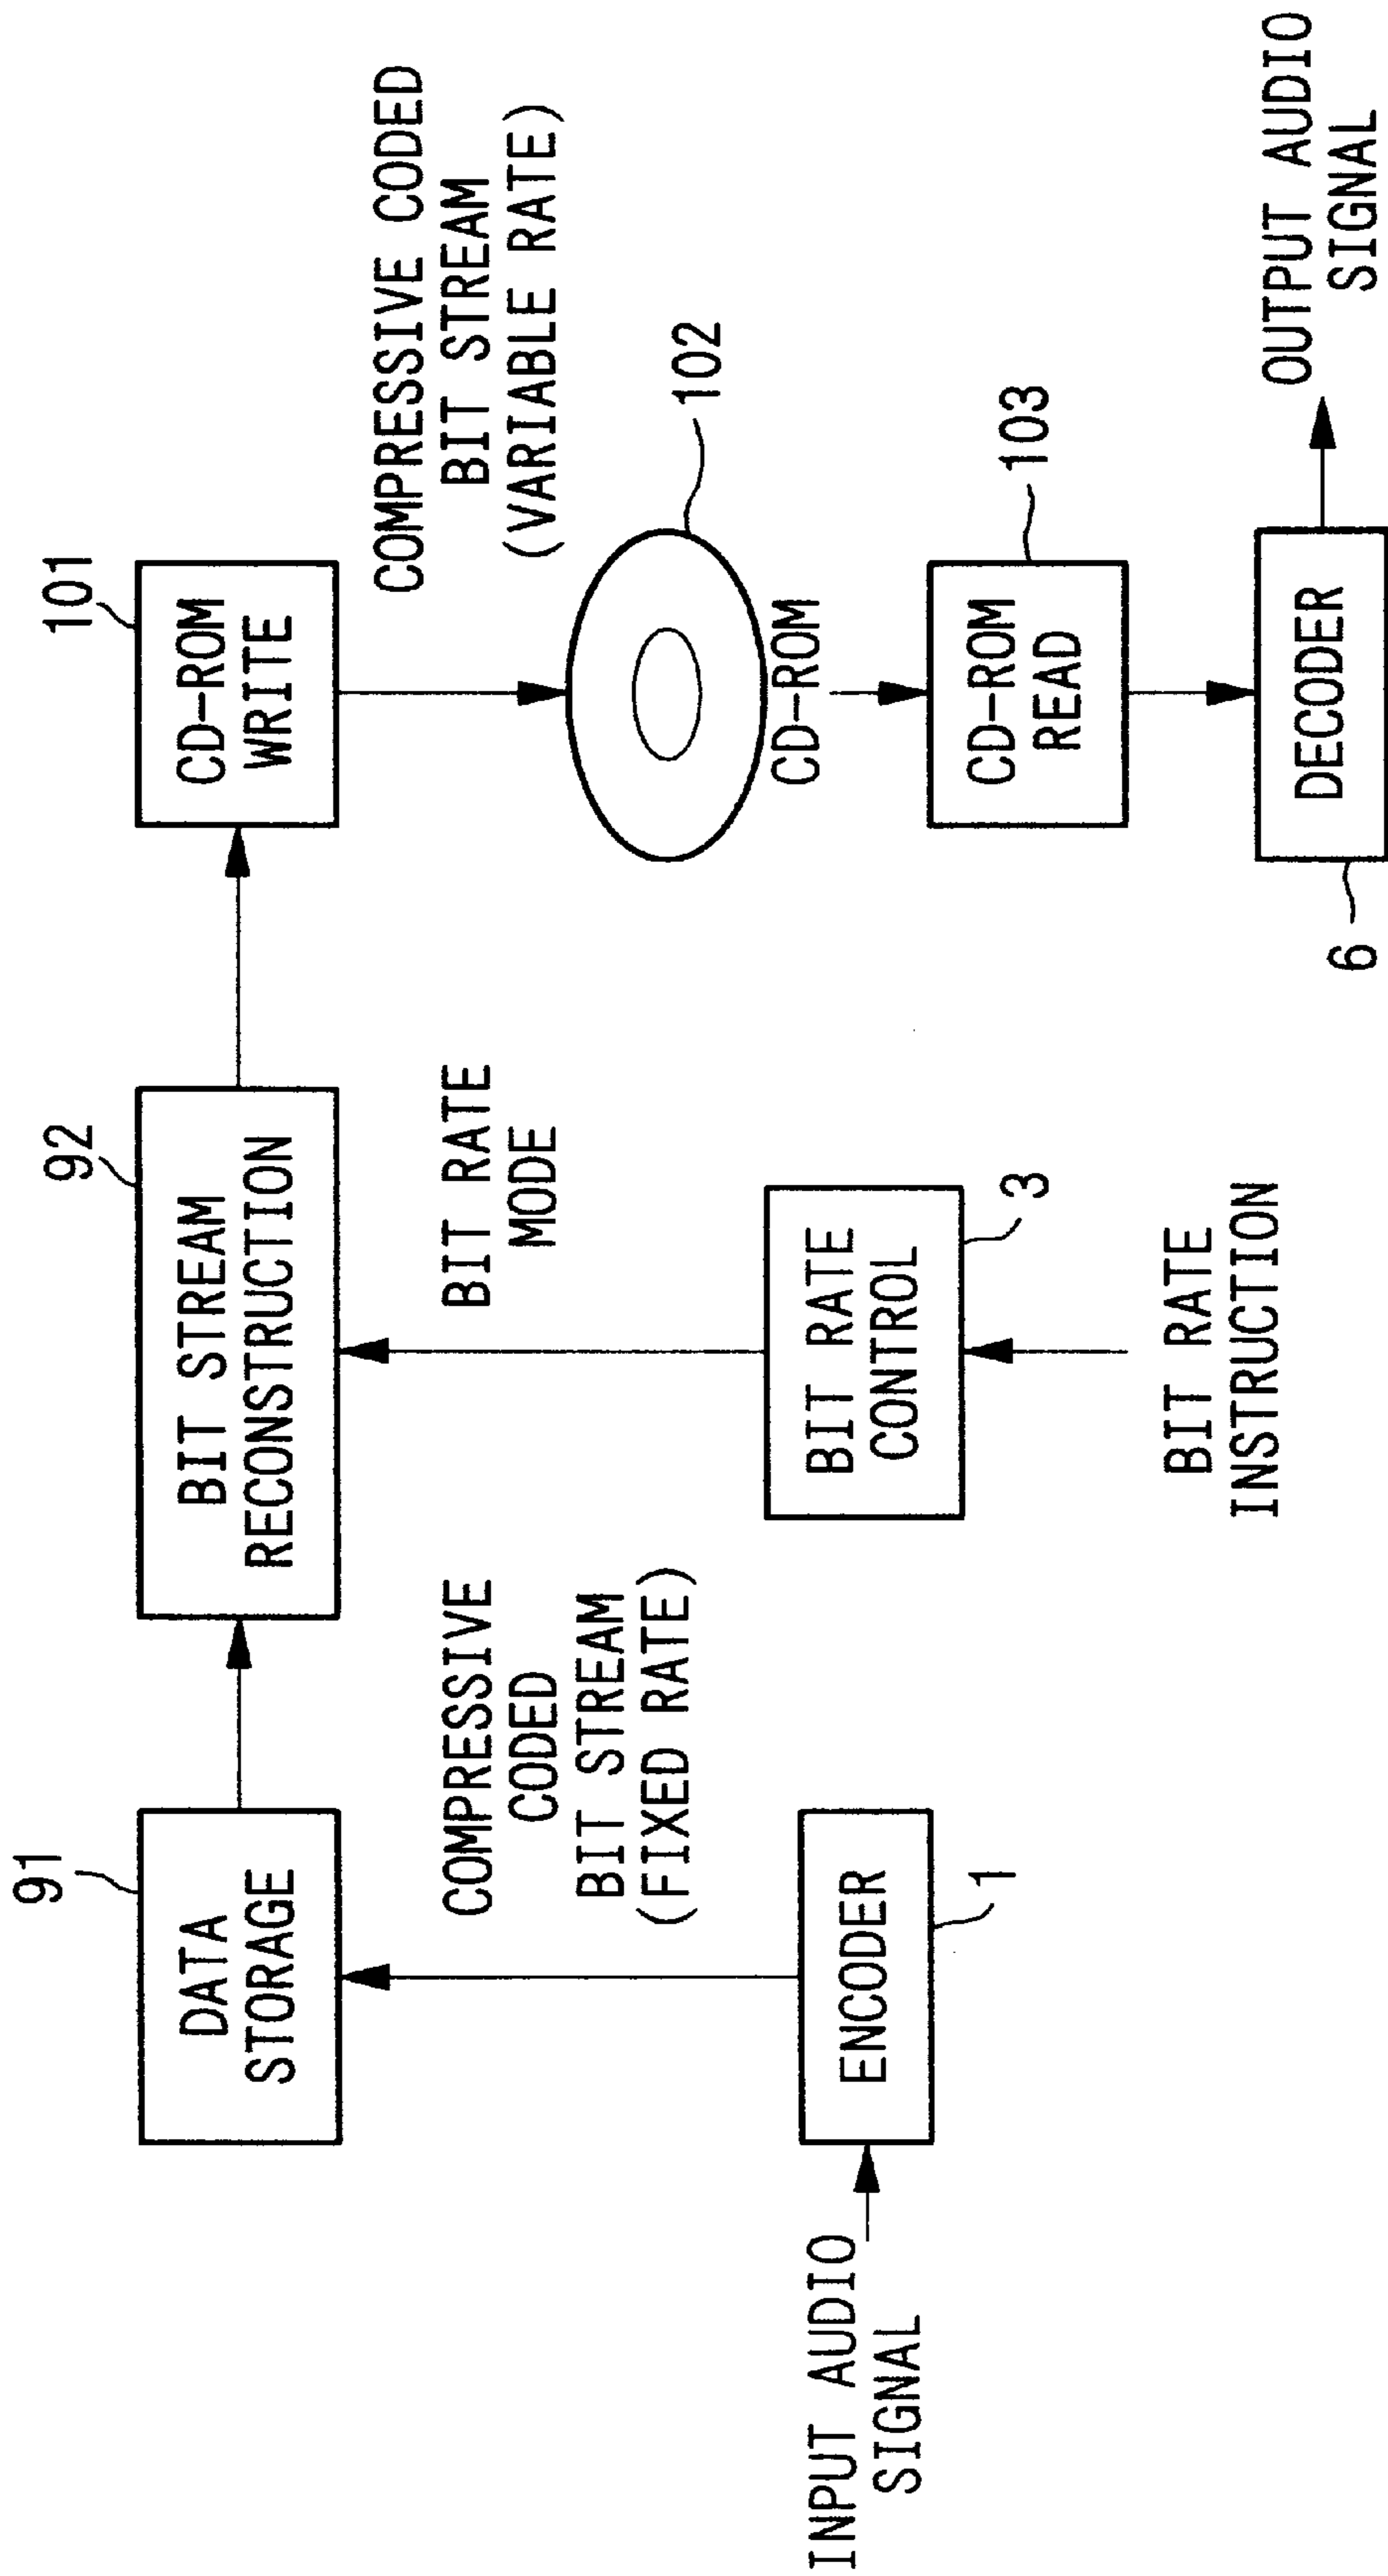 91
DATA
STORAGE
92
BIT STREAM
RECONSTRUCTION
101
CD-ROM
WRITE
COMPRESSIVE
CODED
BIT STREAM
(FIXED RATE)
BIT RATE
MODE
COMPRESSIVE CODED
BIT STREAM
(VARIABLE RATE)
102
CD-ROM
INPUT AUDIO
SIGNAL
ENCODER
1
BIT RATE
CONTROL
3
BIT RATE
INSTRUCTION
CD-ROM
READ
103
DECODER
6
OUTPUT AUDIO
SIGNAL